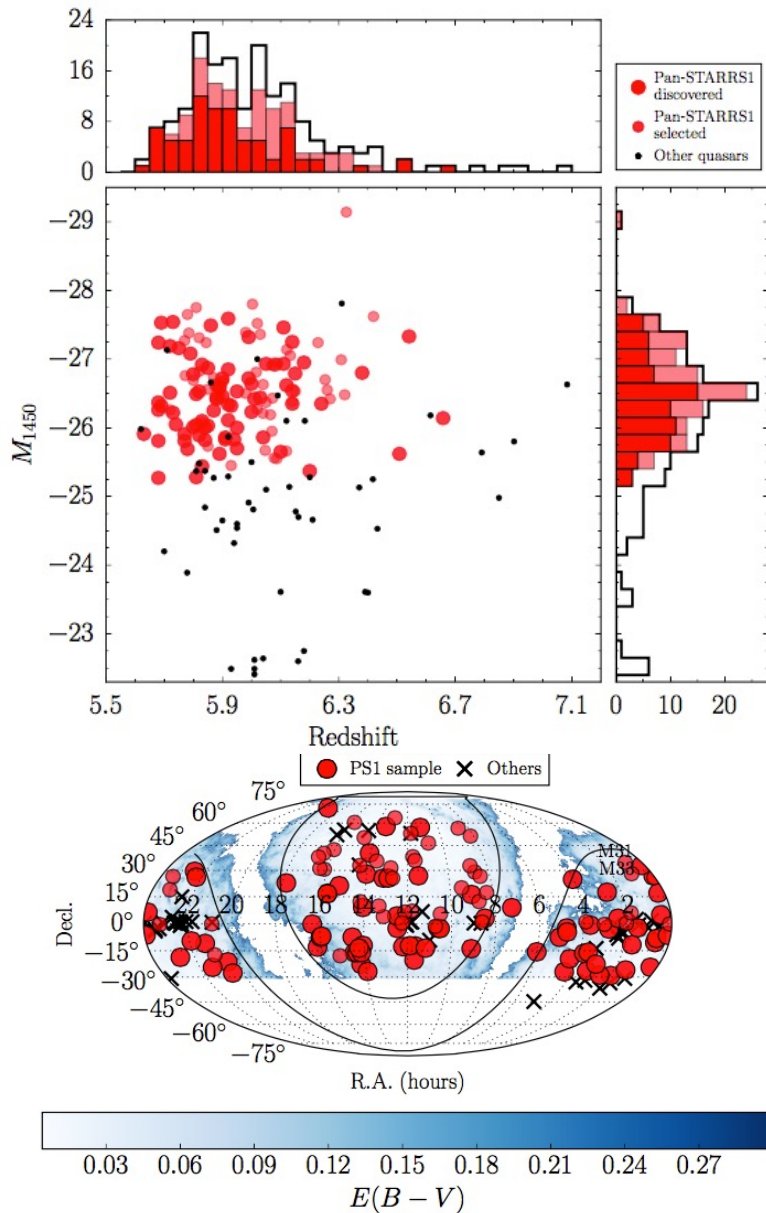 24
18
12
6
0
Pan-STARRS1
discovered
Pan-STARRS1
selected
Other quasars
−29
−28
−27
−26
−25
−24
−23
M1450
5.5 5.9 6.3 6.7 7.1
Redshift
0 10 20
PS1 sample Others
75°
60°
45°
30°
15°
0°
−15°
−30°
−45°
−60°
−75°
Decl.
M31
M33
22 20 18 16 14 12 10 8 6 4 2
R.A. (hours)
0.03 0.09 0.12 0.15 0.18 0.21 0.24 0.27
E(B − V)